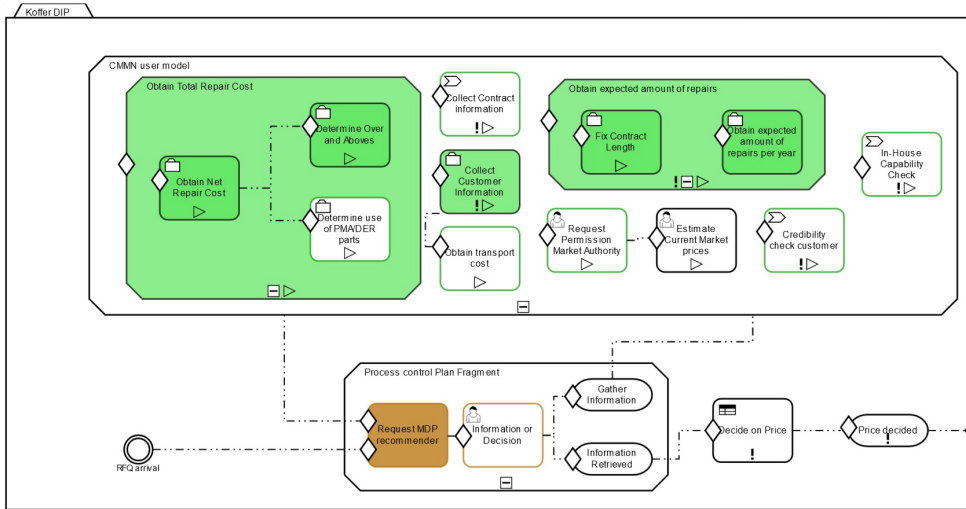 Koffer DIP
CMMN user model
Obtain Total Repair Cost
Obtain Net
Repair Cost
Determine Over
and Aboves
Determine use
of PMA/DER
parts
Collect Contract
information
!
Collect
Customer
Information
!
Obtain transport
cost
Obtain expected amount of repairs
Fix Contract
Length
Obtain expected
amount of
repairs per year
!
Request
Permission
Market Authority
Estimate
Current Market
prices
Credibility
check customer
!
In-House
Capability
Check
!
Process control Plan Fragment
Request MDP
recommender
Information or
Decision
Gather
Information
Information
Retrieved
RFQ arrival
Decide on Price
!
Price decided
!